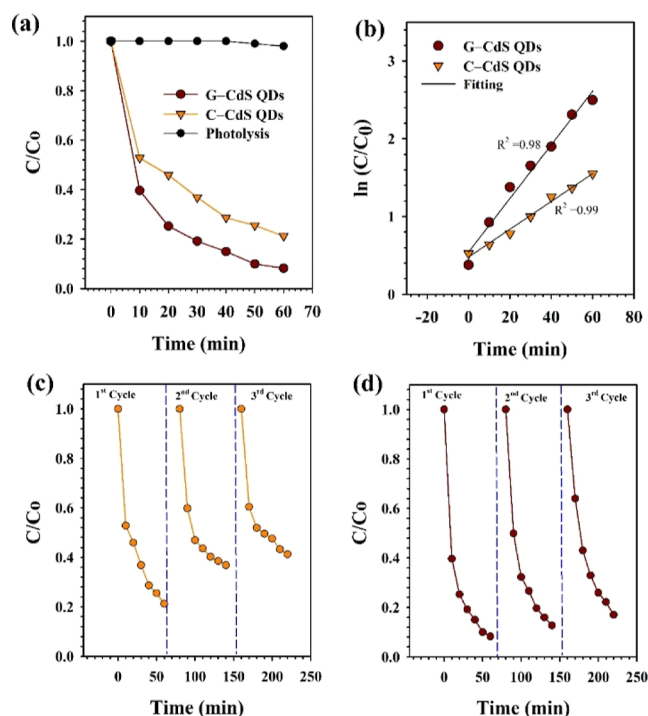 (a)
C/Co
1.0
0.8
0.6
0.4
0.2
0.0
G–CdS QDs
C–CdS QDs
Photolysis
0 10 20 30 40 50 60 70
Time (min)
(b)
ln (C/C₀)
3
2
1
0
G–CdS QDs
C–CdS QDs
Fitting
R² =0.98
R² =0.99
-20 0 20 40 60 80
Time (min)
(c)
C/Co
1.0
0.8
0.6
0.4
0.2
0.0
1ˢᵗ Cycle
2ⁿᵈ Cycle
3ʳᵈ Cycle
0 50 100 150 200 250
Time (min)
(d)
C/Co
1.0
0.8
0.6
0.4
0.2
0.0
1ˢᵗ Cycle
2ⁿᵈ Cycle
3ʳᵈ Cycle
0 50 100 150 200 250
Time (min)